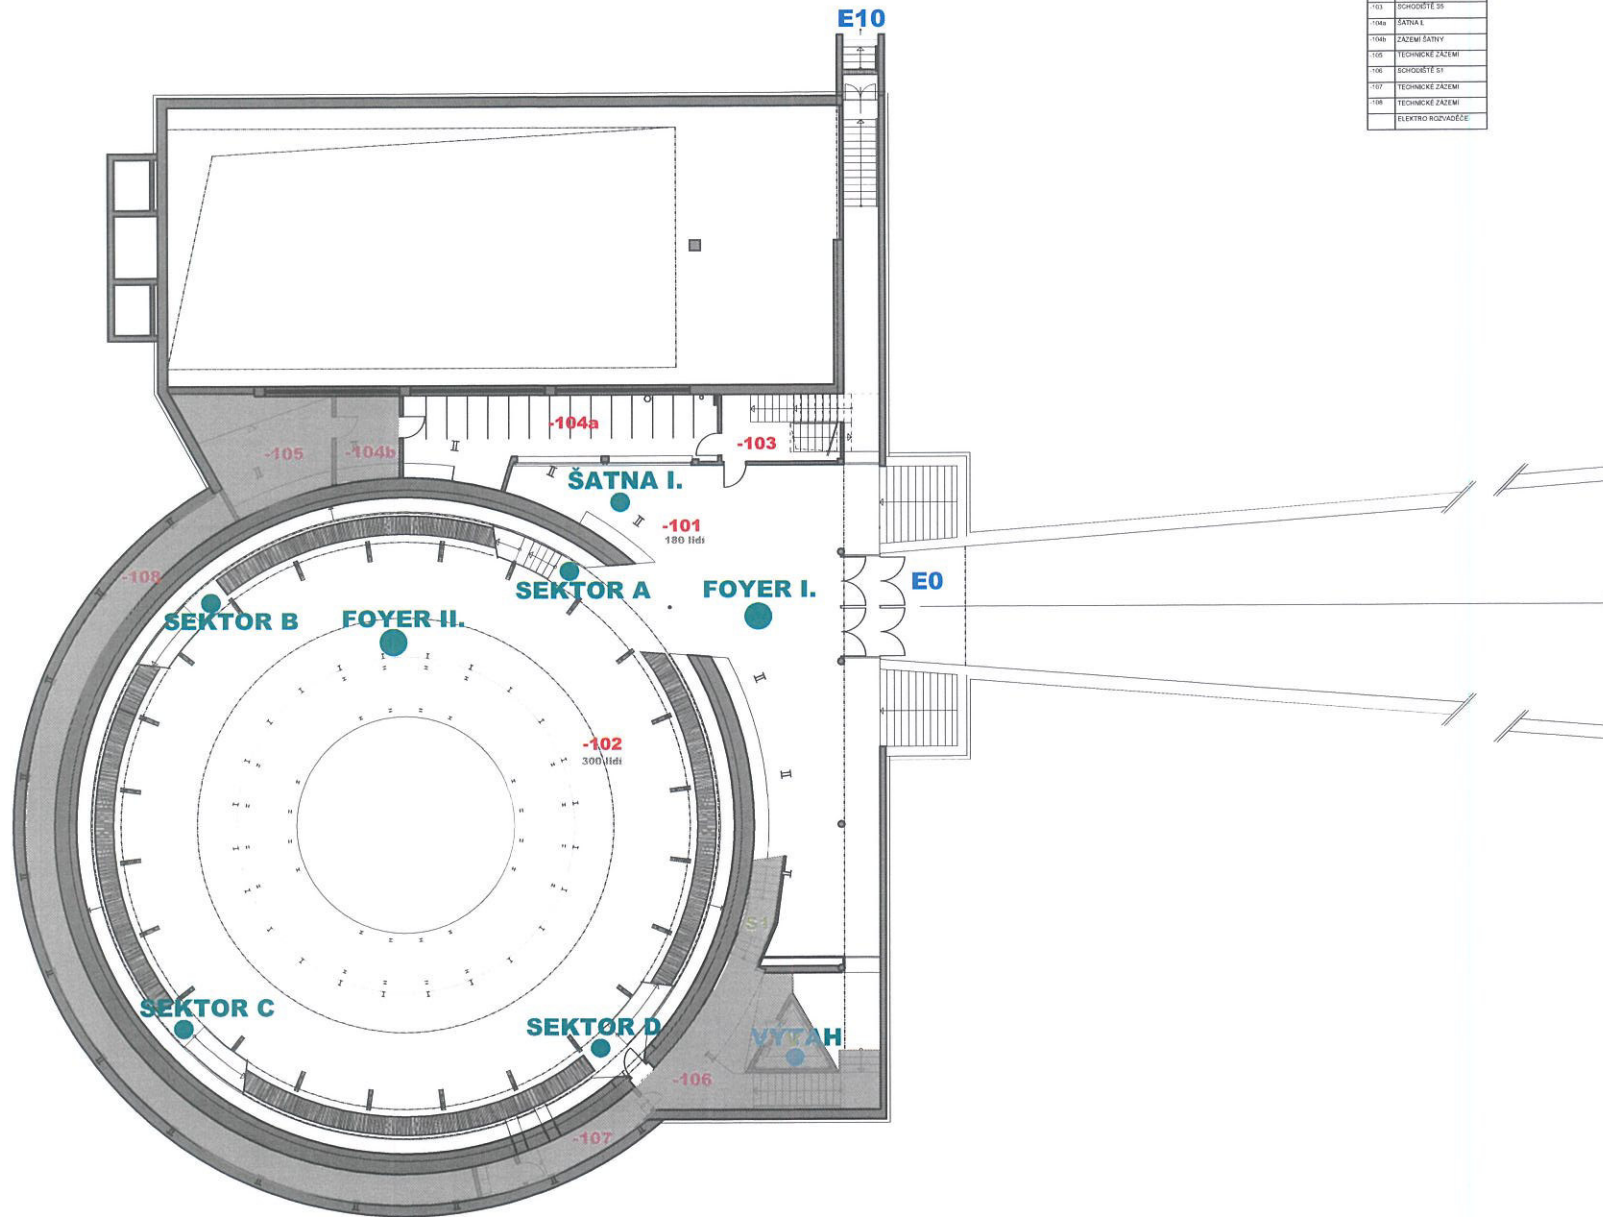 E10
-103 SCHODIŠTĚ S5
-104a ŠATNA I.
-104b ZÁZEMÍ ŠATNY
-105 TECHNICKÉ ZÁZEMÍ
-106 SCHODIŠTĚ S1
-107 TECHNICKÉ ZÁZEMÍ
-108 TECHNICKÉ ZÁZEMÍ
ELEKTRO ROZVADĚČE
-104a
-103
-105
-104b
ŠATNA I.
-101
180 lidí
-108
SEKTOR A
FOYER I.
E0
SEKTOR B
FOYER II.
-102
300 lidí
S1
SEKTOR C
SEKTOR D
VÝTAH
-106
-107